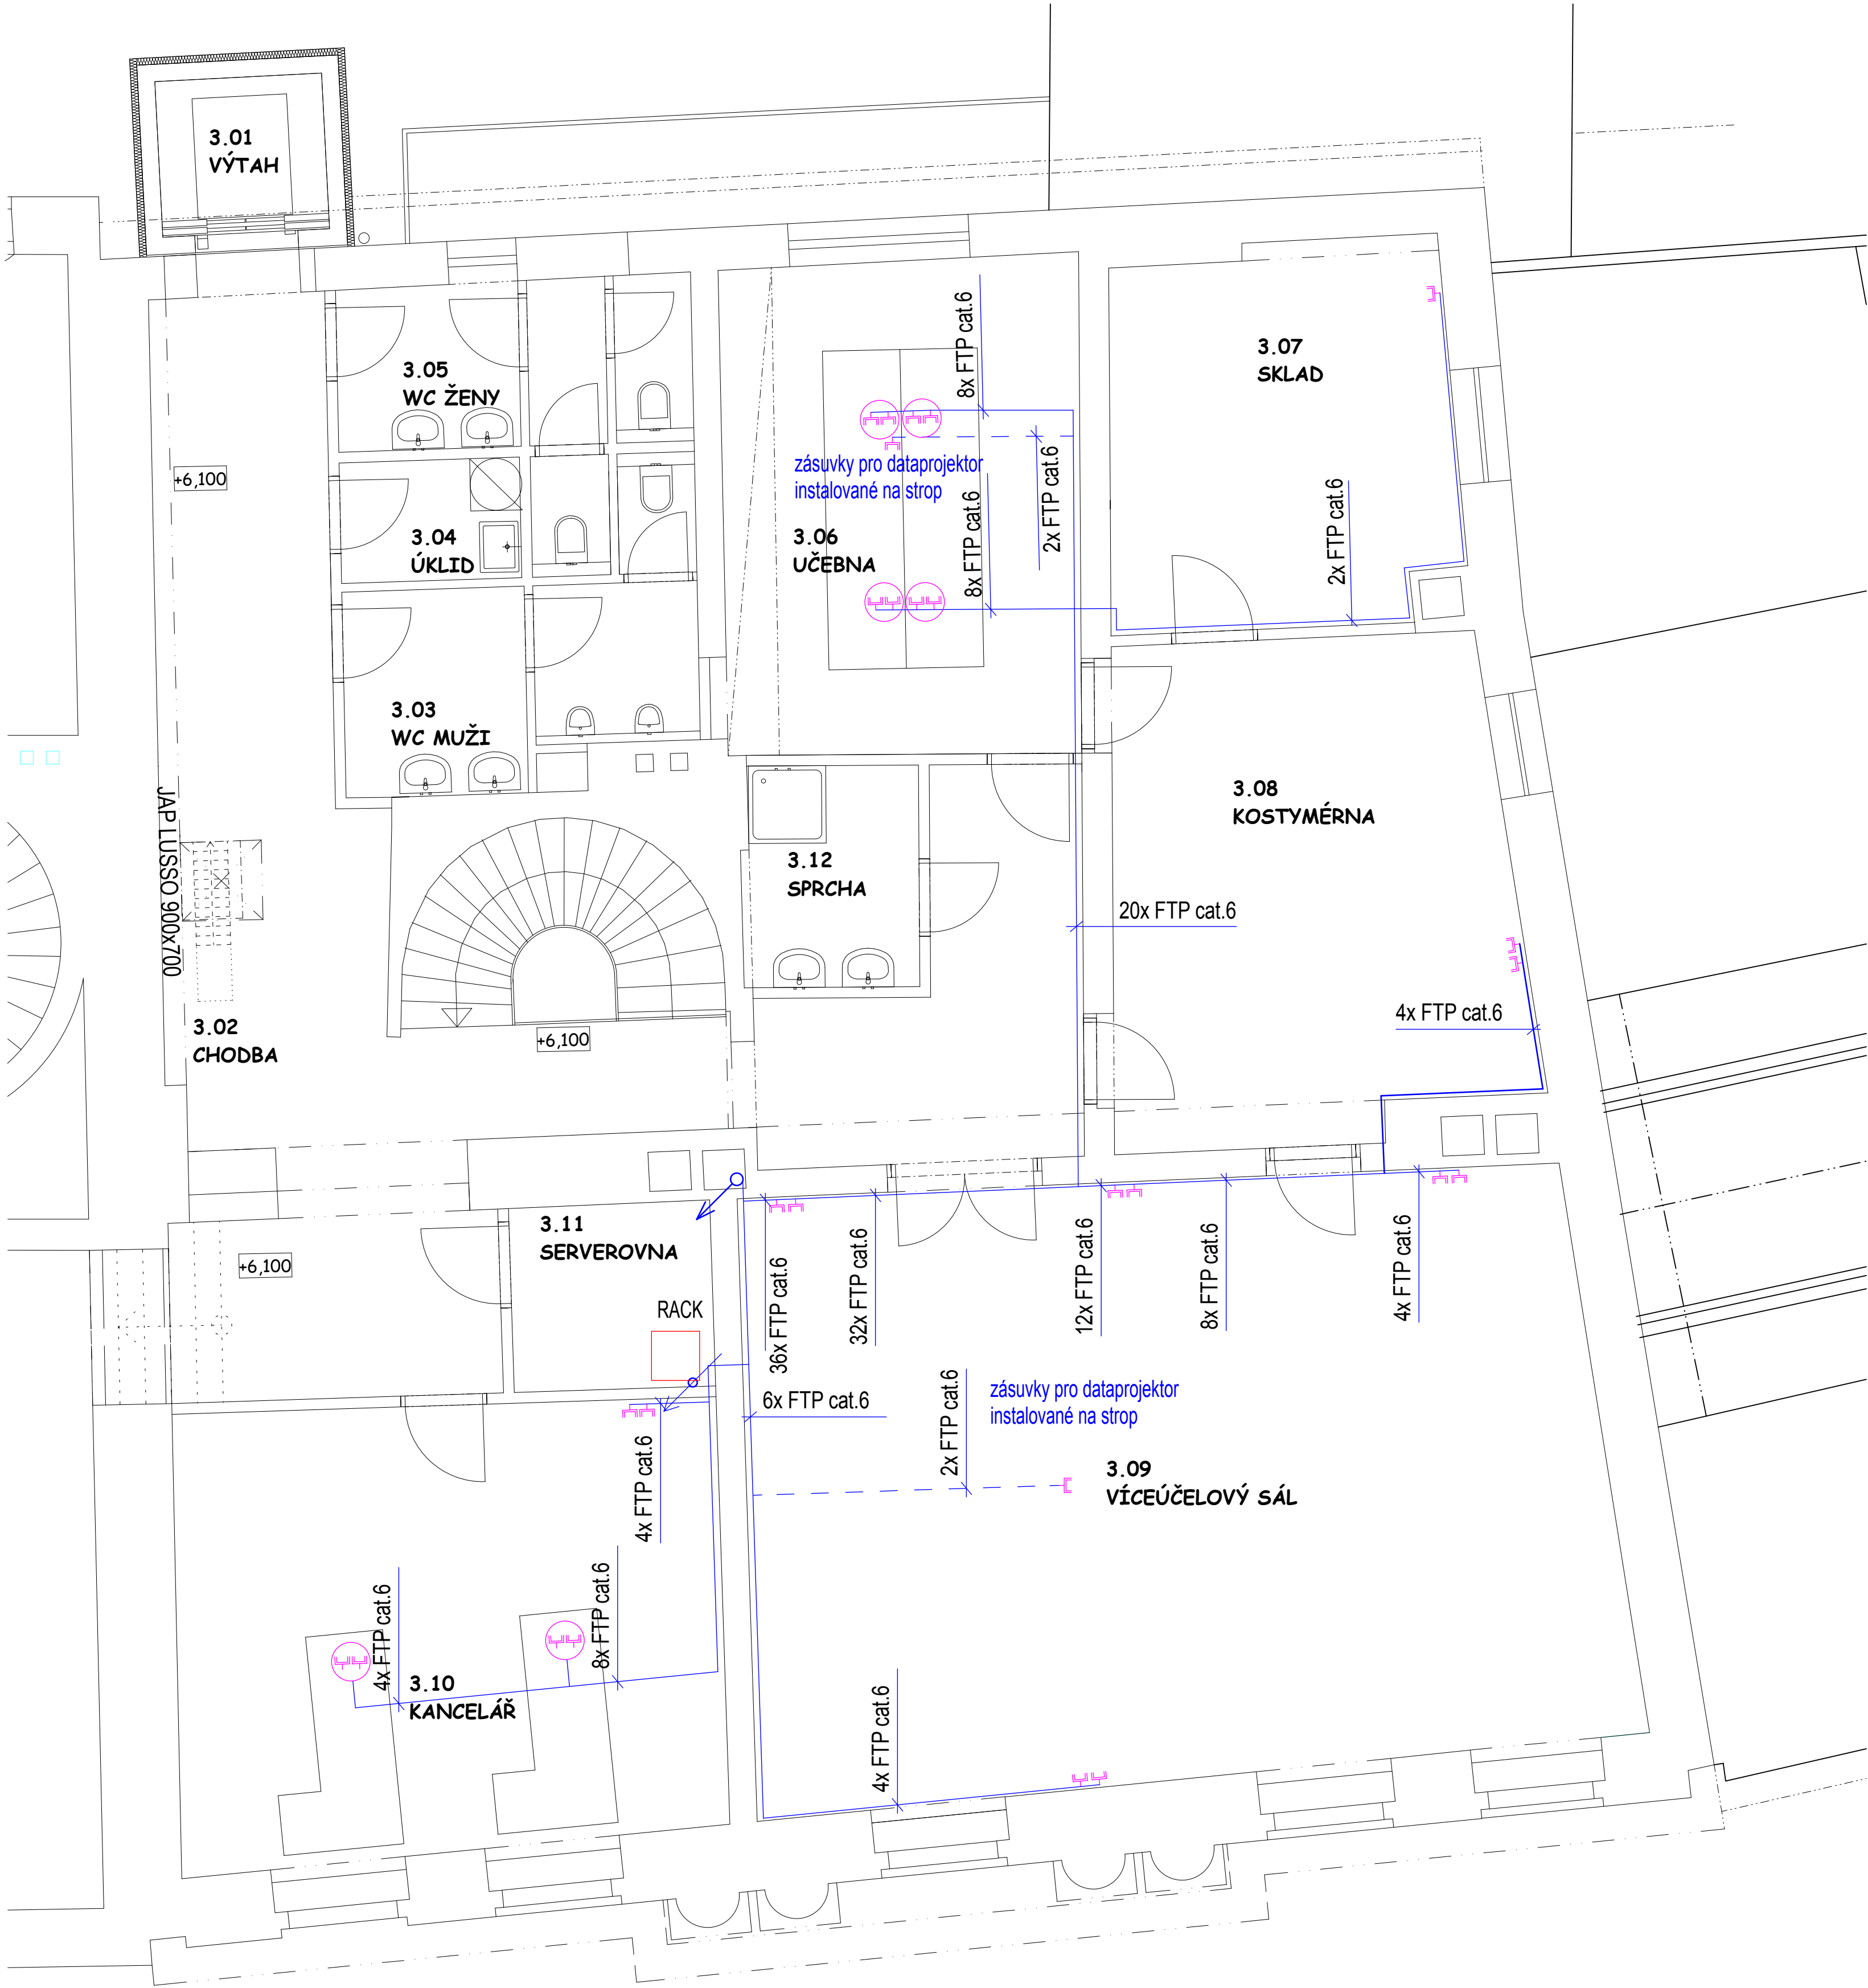 3.01
VÝTAH
3.05
WC ŽENY
8x FTP cat.6
3.07
SKLAD
+6,100
zásuvky pro dataprojektor
instalované na strop
2x FTP cat.6
8x FTP cat.6
2x FTP cat.6
3.04
ÚKLID
3.06
UČEBNA
3.03
WC MUŽI
JAP LUSSO 900x700
3.08
KOSTYMÉRNA
3.12
SPRCHA
20x FTP cat.6
4x FTP cat.6
3.02
CHODBA
+6,100
3.11
SERVEROVNA
+6,100
RACK
36x FTP cat.6
32x FTP cat.6
12x FTP cat.6
8x FTP cat.6
4x FTP cat.6
6x FTP cat.6
2x FTP cat.6
zásuvky pro dataprojektor
instalované na strop
4x FTP cat.6
3.09
VÍCEÚČELOVÝ SÁL
4x FTP cat.6
8x FTP cat.6
3.10
KANCELÁŘ
4x FTP cat.6